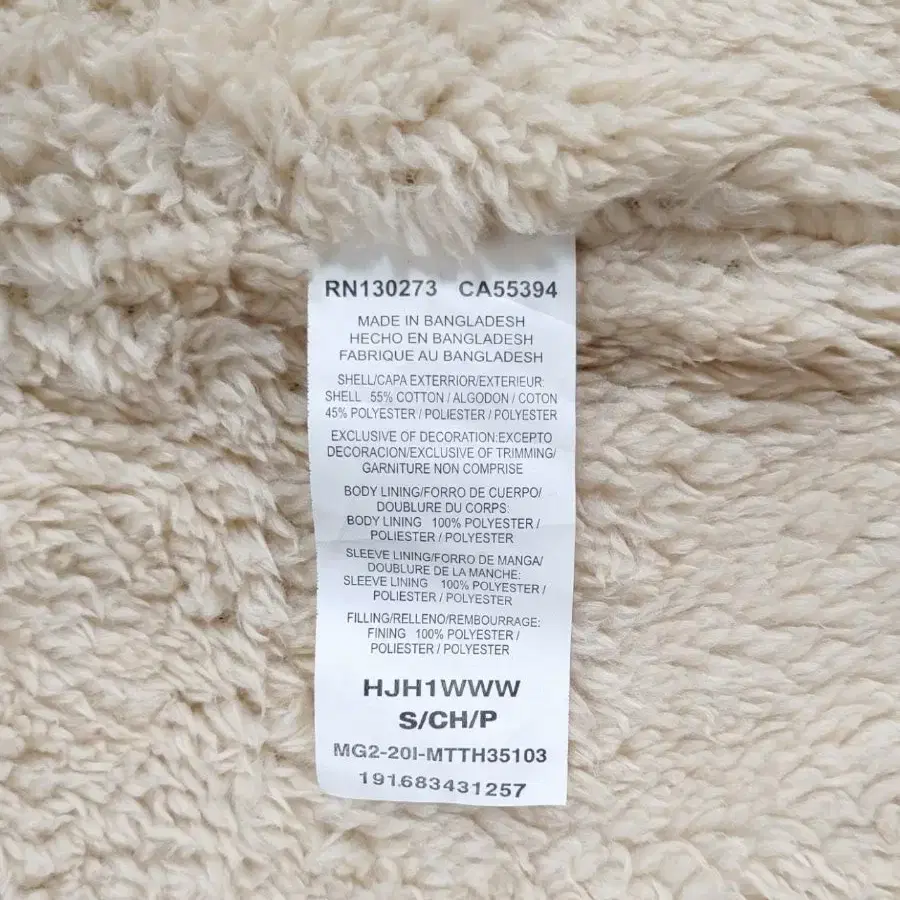 RN130273 CA55394
MADE IN BANGLADESH
HECHO EN BANGLADESH
FABRIQUE AU BANGLADESH
SHELL/CAPA EXTERRIOR/EXTERIEUR:
SHELL 55% COTTON / ALGODON / COTON
45% POLYESTER / POLIESTER / POLYESTER
EXCLUSIVE OF DECORATION:EXCEPTO
DECORACION/EXCLUSIVE OF TRIMMING/
GARNITURE NON COMPRISE
BODY LINING/FORRO DE CUERPO/
DOUBLURE DU CORPS:
BODY LINING 100% POLYESTER /
POLIESTER / POLYESTER
SLEEVE LINING/FORRO DE MANGA/
DOUBLURE DE LA MANCHE:
SLEEVE LINING 100% POLYESTER /
POLIESTER / POLYESTER
FILLING/RELLENO/REMBOURRAGE:
FINING 100% POLYESTER /
POLIESTER / POLYESTER
HJH1WWW
S/CH/P
MG2-20I-MTTH35103
191683431257